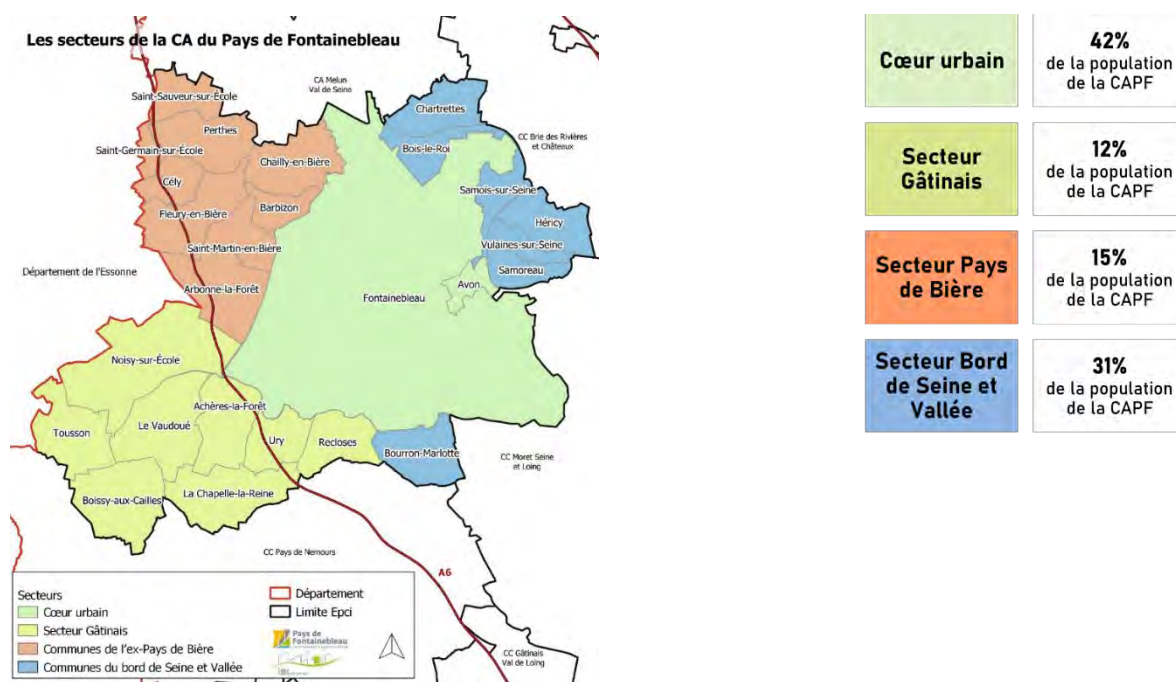 Les secteurs de la CA du Pays de Fontainebleau
CA Melun
Val de Seine
Saint-Sauveur-sur-École
Chartrettes
Perthes
CC Brie des Rivières
et Châteaux
Saint-Germain-sur-École
Bois-le-Roi
Chailly-en-Bière
Cély
Samois-sur-Seine
Barbizon
Fleury-en-Bière
Héricy
Saint-Martin-en-Bière
Vulaines-sur-Seine
Département de l'Essonne
Samoreau
Arbonne-la-Forêt
Avon
Fontainebleau
Noisy-sur-École
Achères-la-Forêt
Le Vaudoué
Tousson
Ury
Recloses
Bourron-Marlotte
CC Moret Seine
et Loing
Boissy-aux-Cailles
La Chapelle-la-Reine
CC Pays de Nemours
A6
CC Gâtinais
Val de Loing
Secteurs
Cœur urbain
Secteur Gâtinais
Communes de l'ex-Pays de Bière
Communes du bord de Seine et Vallée
Département
Limite Epci
Pays de
Fontainebleau
Cœur urbain
42%
de la population
de la CAPF
Secteur
Gâtinais
12%
de la population
de la CAPF
Secteur Pays
de Bière
15%
de la population
de la CAPF
Secteur Bord
de Seine et
Vallée
31%
de la population
de la CAPF